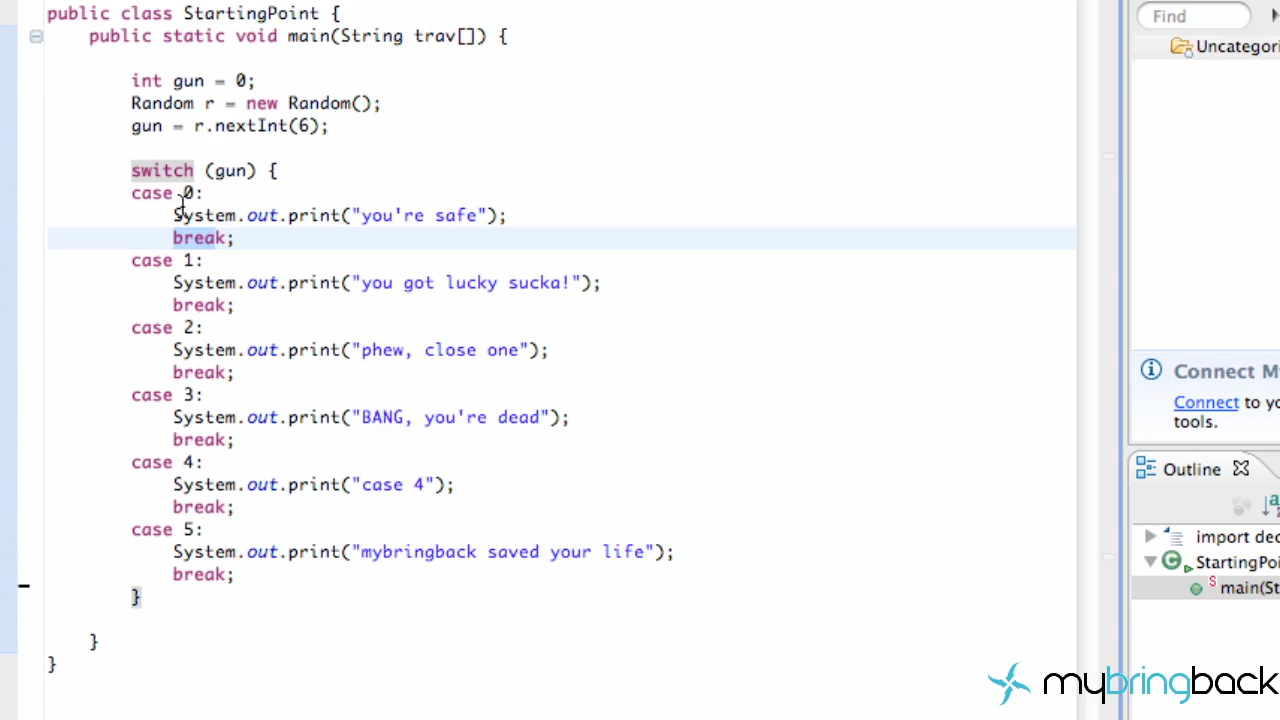 public class StartingPoint {
public static void main(String trav[]) {
int gun = 0;
Random r = new Random();
gun = r.nextInt(6);
switch (gun) {
case 0:
System.out.print("you're safe");
break;
case 1:
System.out.print("you got lucky sucka!");
break;
case 2:
System.out.print("phew, close one");
break;
case 3:
System.out.print("BANG, you're dead");
break;
case 4:
System.out.print("case 4");
break;
case 5:
System.out.print("mybringback saved your life");
break;
}
}
}
Find
Uncategori
Connect M
Connect to yo
tools.
Outline
import dec
StartingPoi
main(St
mybringback